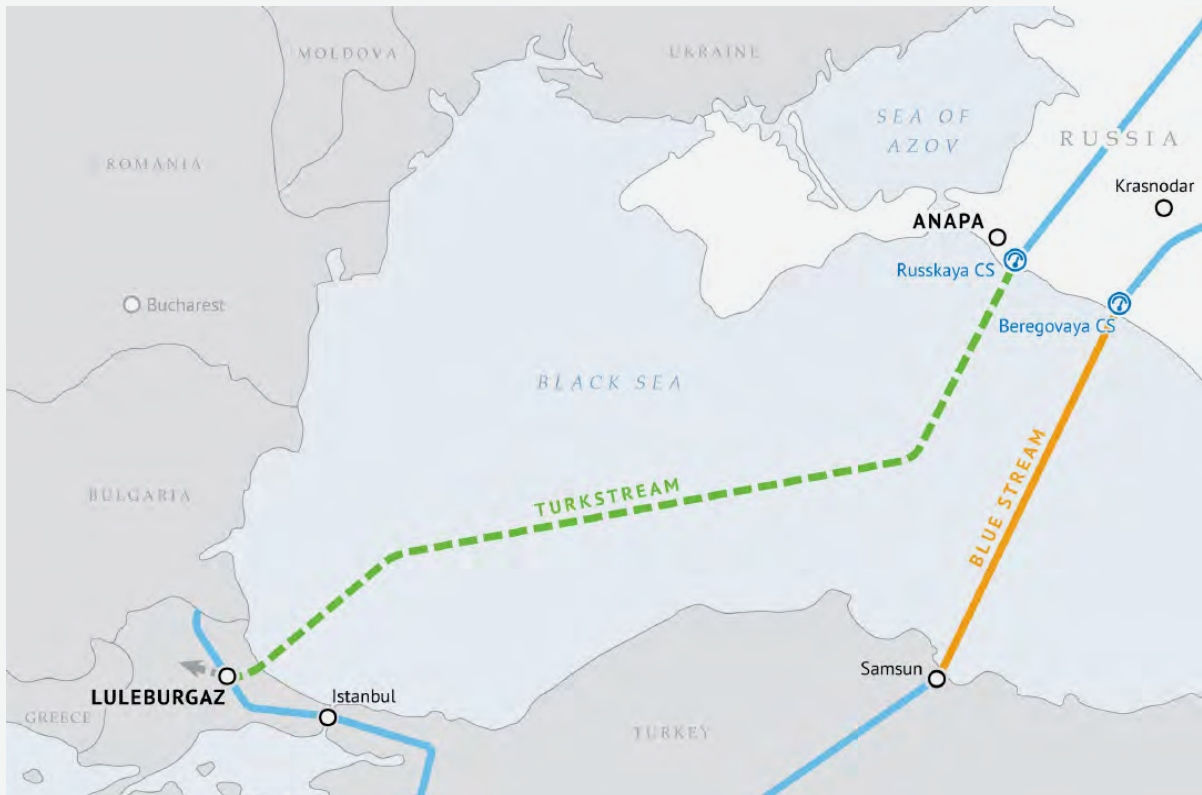 MOLDOVA
UKRAINE
SEA OF
AZOV
RUSSIA
ROMANIA
Krasnodar
ANAPA
Russkaya CS
Bucharest
Beregovaya CS
BLACK SEA
BLUE STREAM
TURKSTREAM
BULGARIA
Samsun
LULEBURGAZ
Istanbul
GREECE
TURKEY